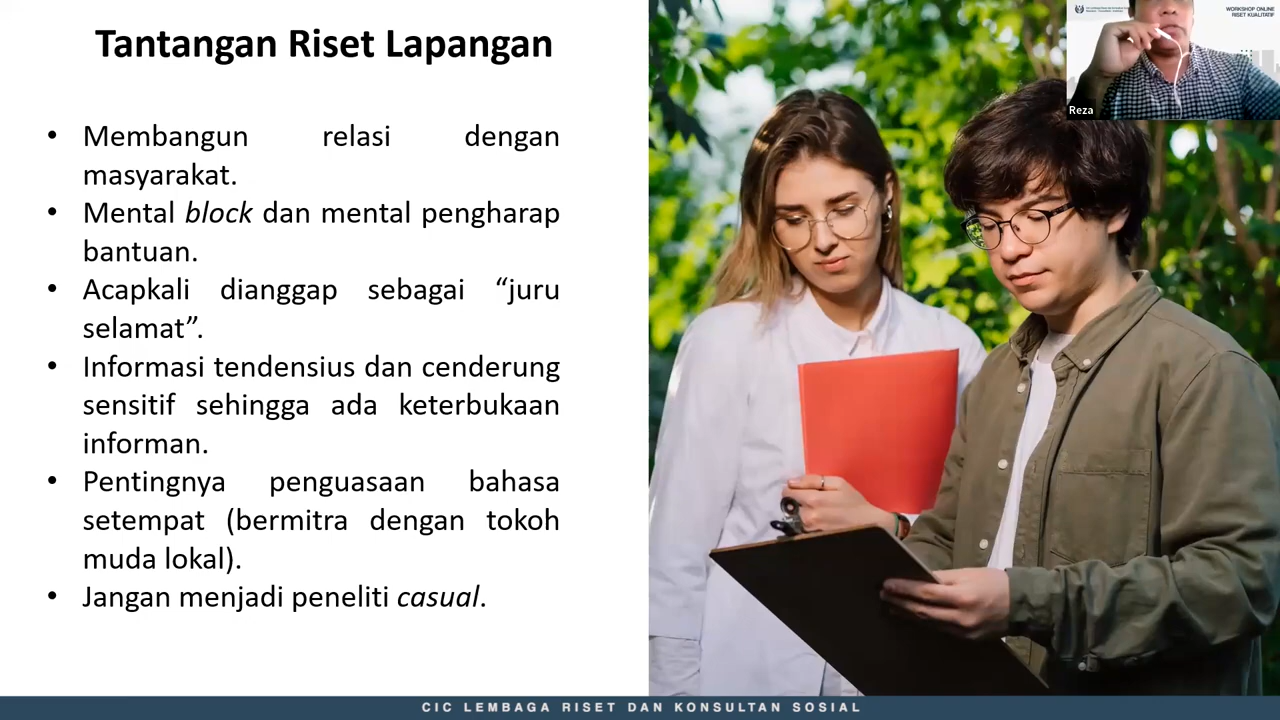 Tantangan Riset Lapangan
WORKSHOP ONLINE
RISET KUALITATIF
Reza
• Membangun relasi dengan
masyarakat.
• Mental block dan mental pengharap
bantuan.
• Acapkali dianggap sebagai “juru
selamat”.
• Informasi tendensius dan cenderung
sensitif sehingga ada keterbukaan
informan.
• Pentingnya penguasaan bahasa
setempat (bermitra dengan tokoh
muda lokal).
• Jangan menjadi peneliti casual.
CIC LEMBAGA RISET DAN KONSULTAN SOSIAL